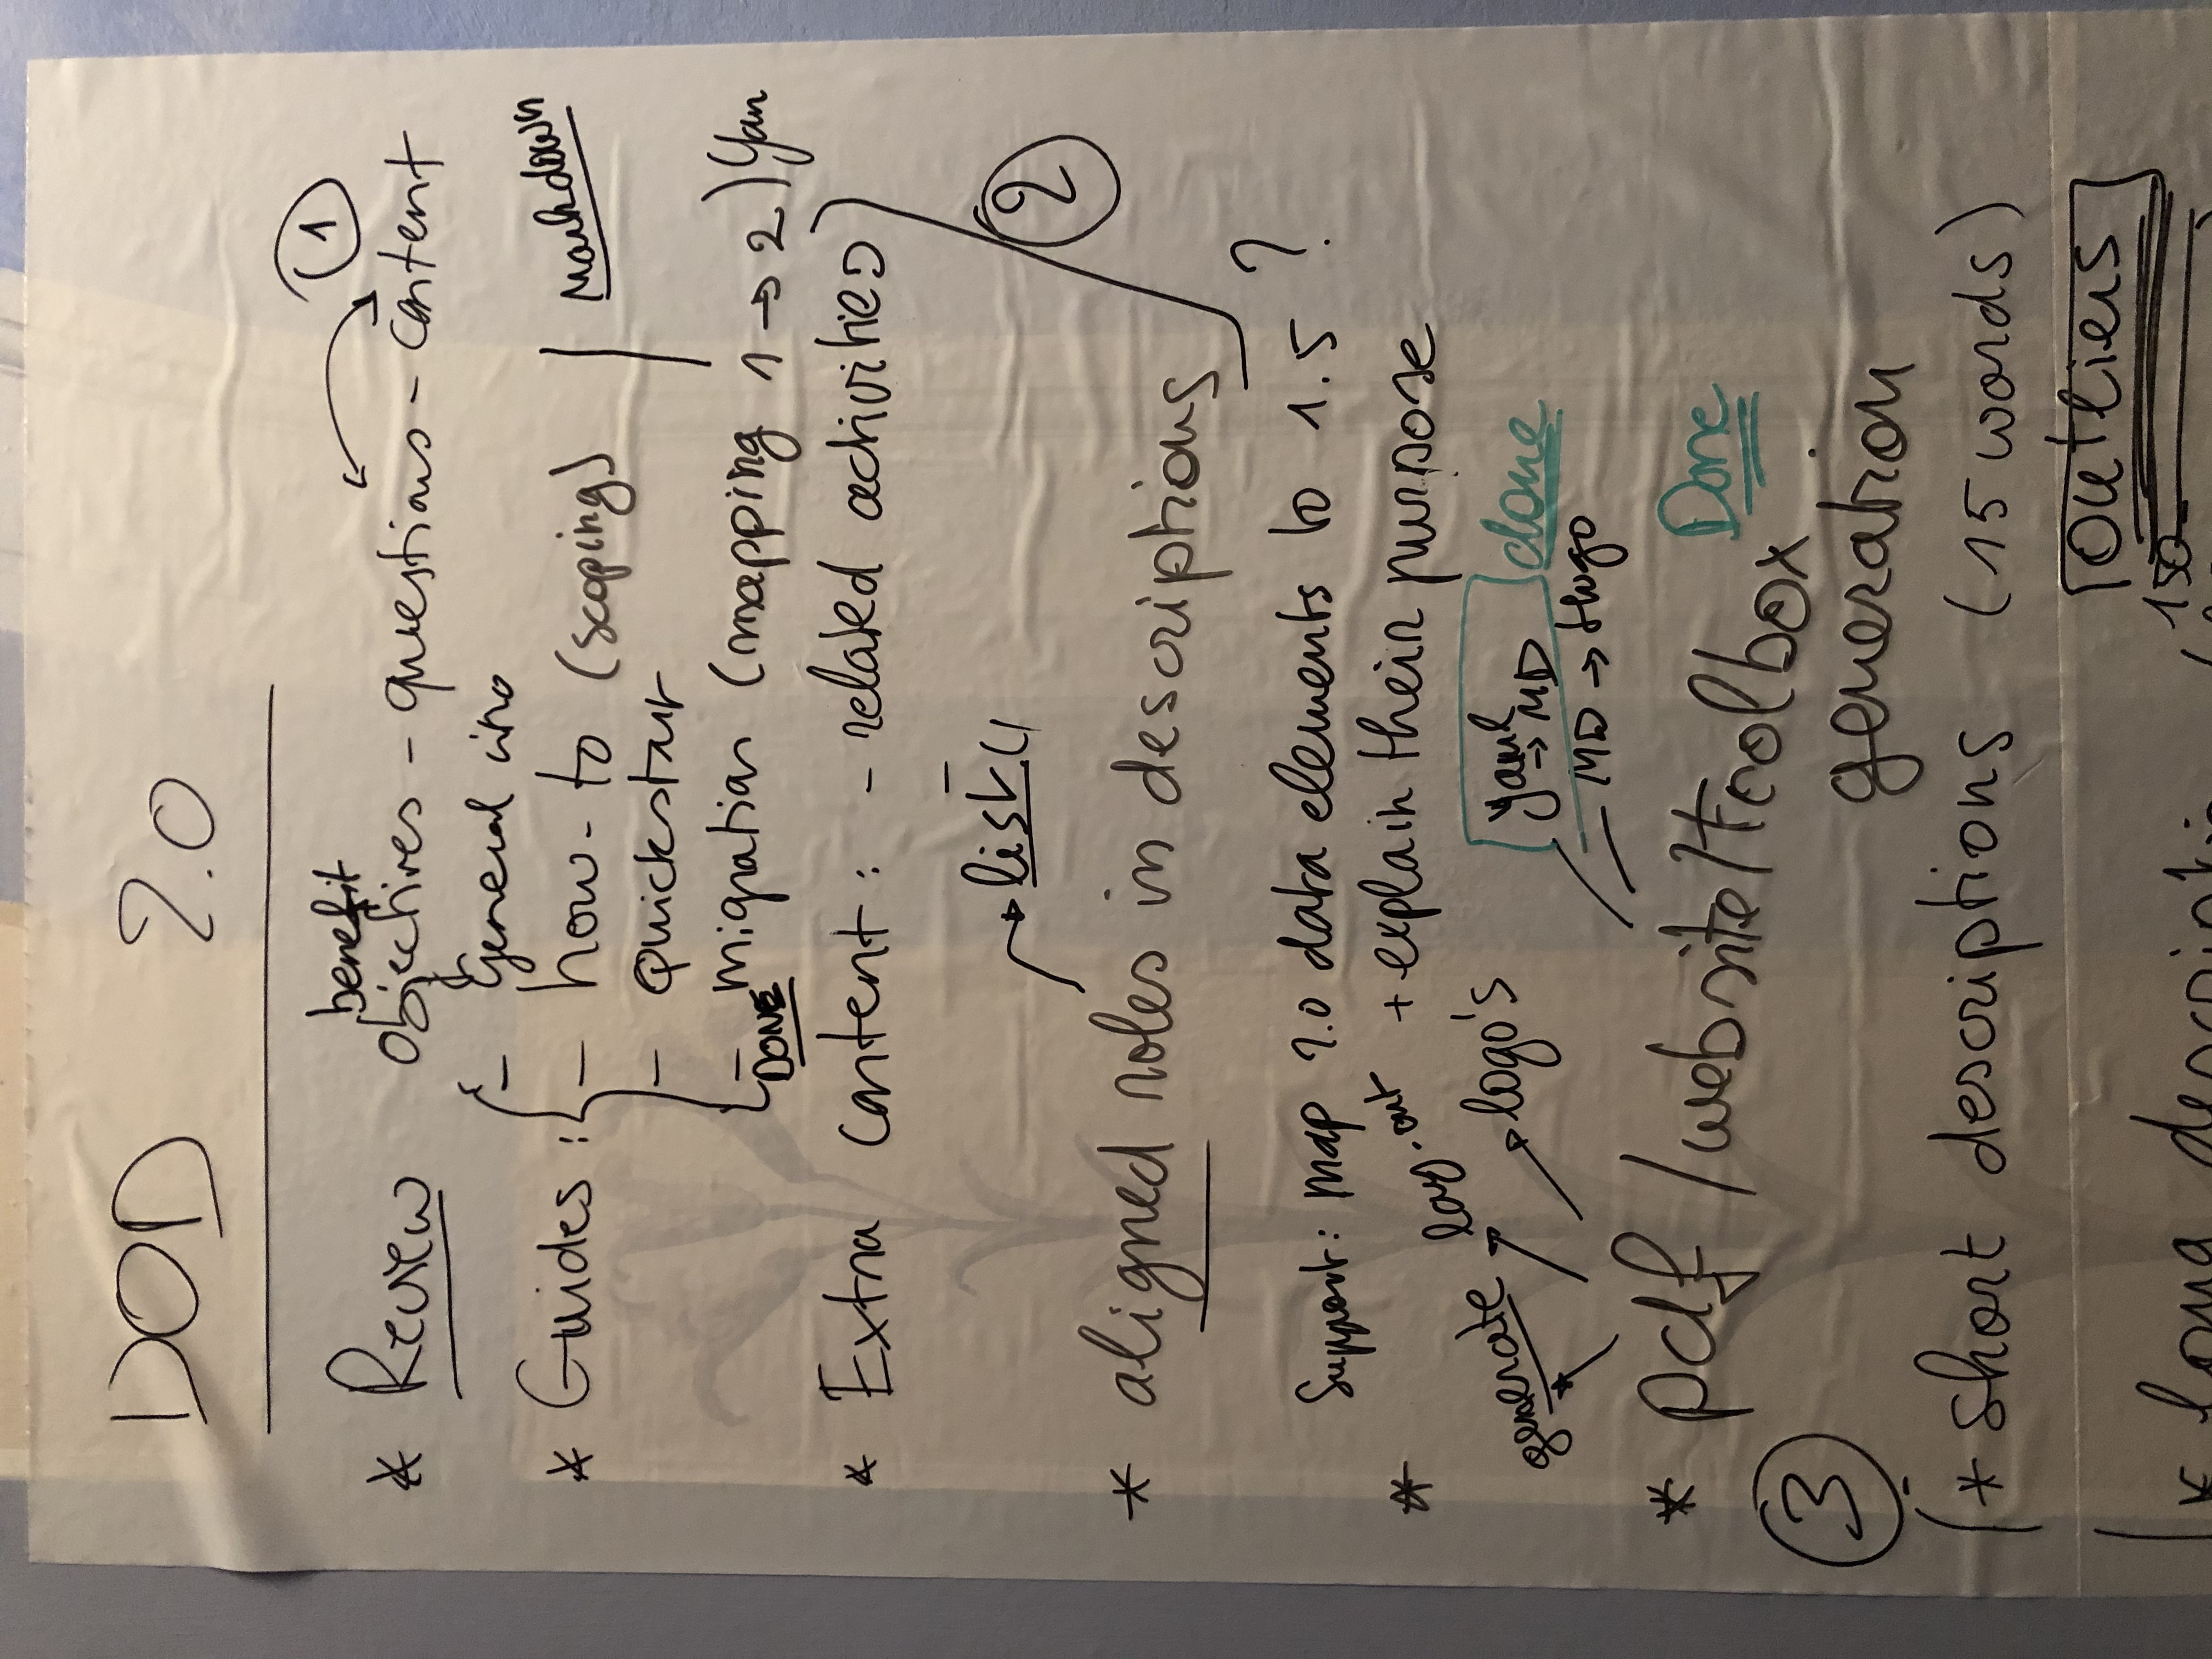 DOD 2.0
1
benefit
* Review objectives - questions - content
- General info
* Guides : - how-to (scoping)
Markdown
- Quickstart
- migration (mapping 1 → 2) Yan
DONE
* Extra content : - related activities
-
→ list
2
* aligned roles in descriptions
Support: map 2.0 data elements to 1.5 ?
* + explain their purpose
generate
lay-out
logo's
yaml → MD done
MD → Hugo
* pdf / website / toolbox Done
generation
3
* short descriptions (15 words)
Outliers
150
* long